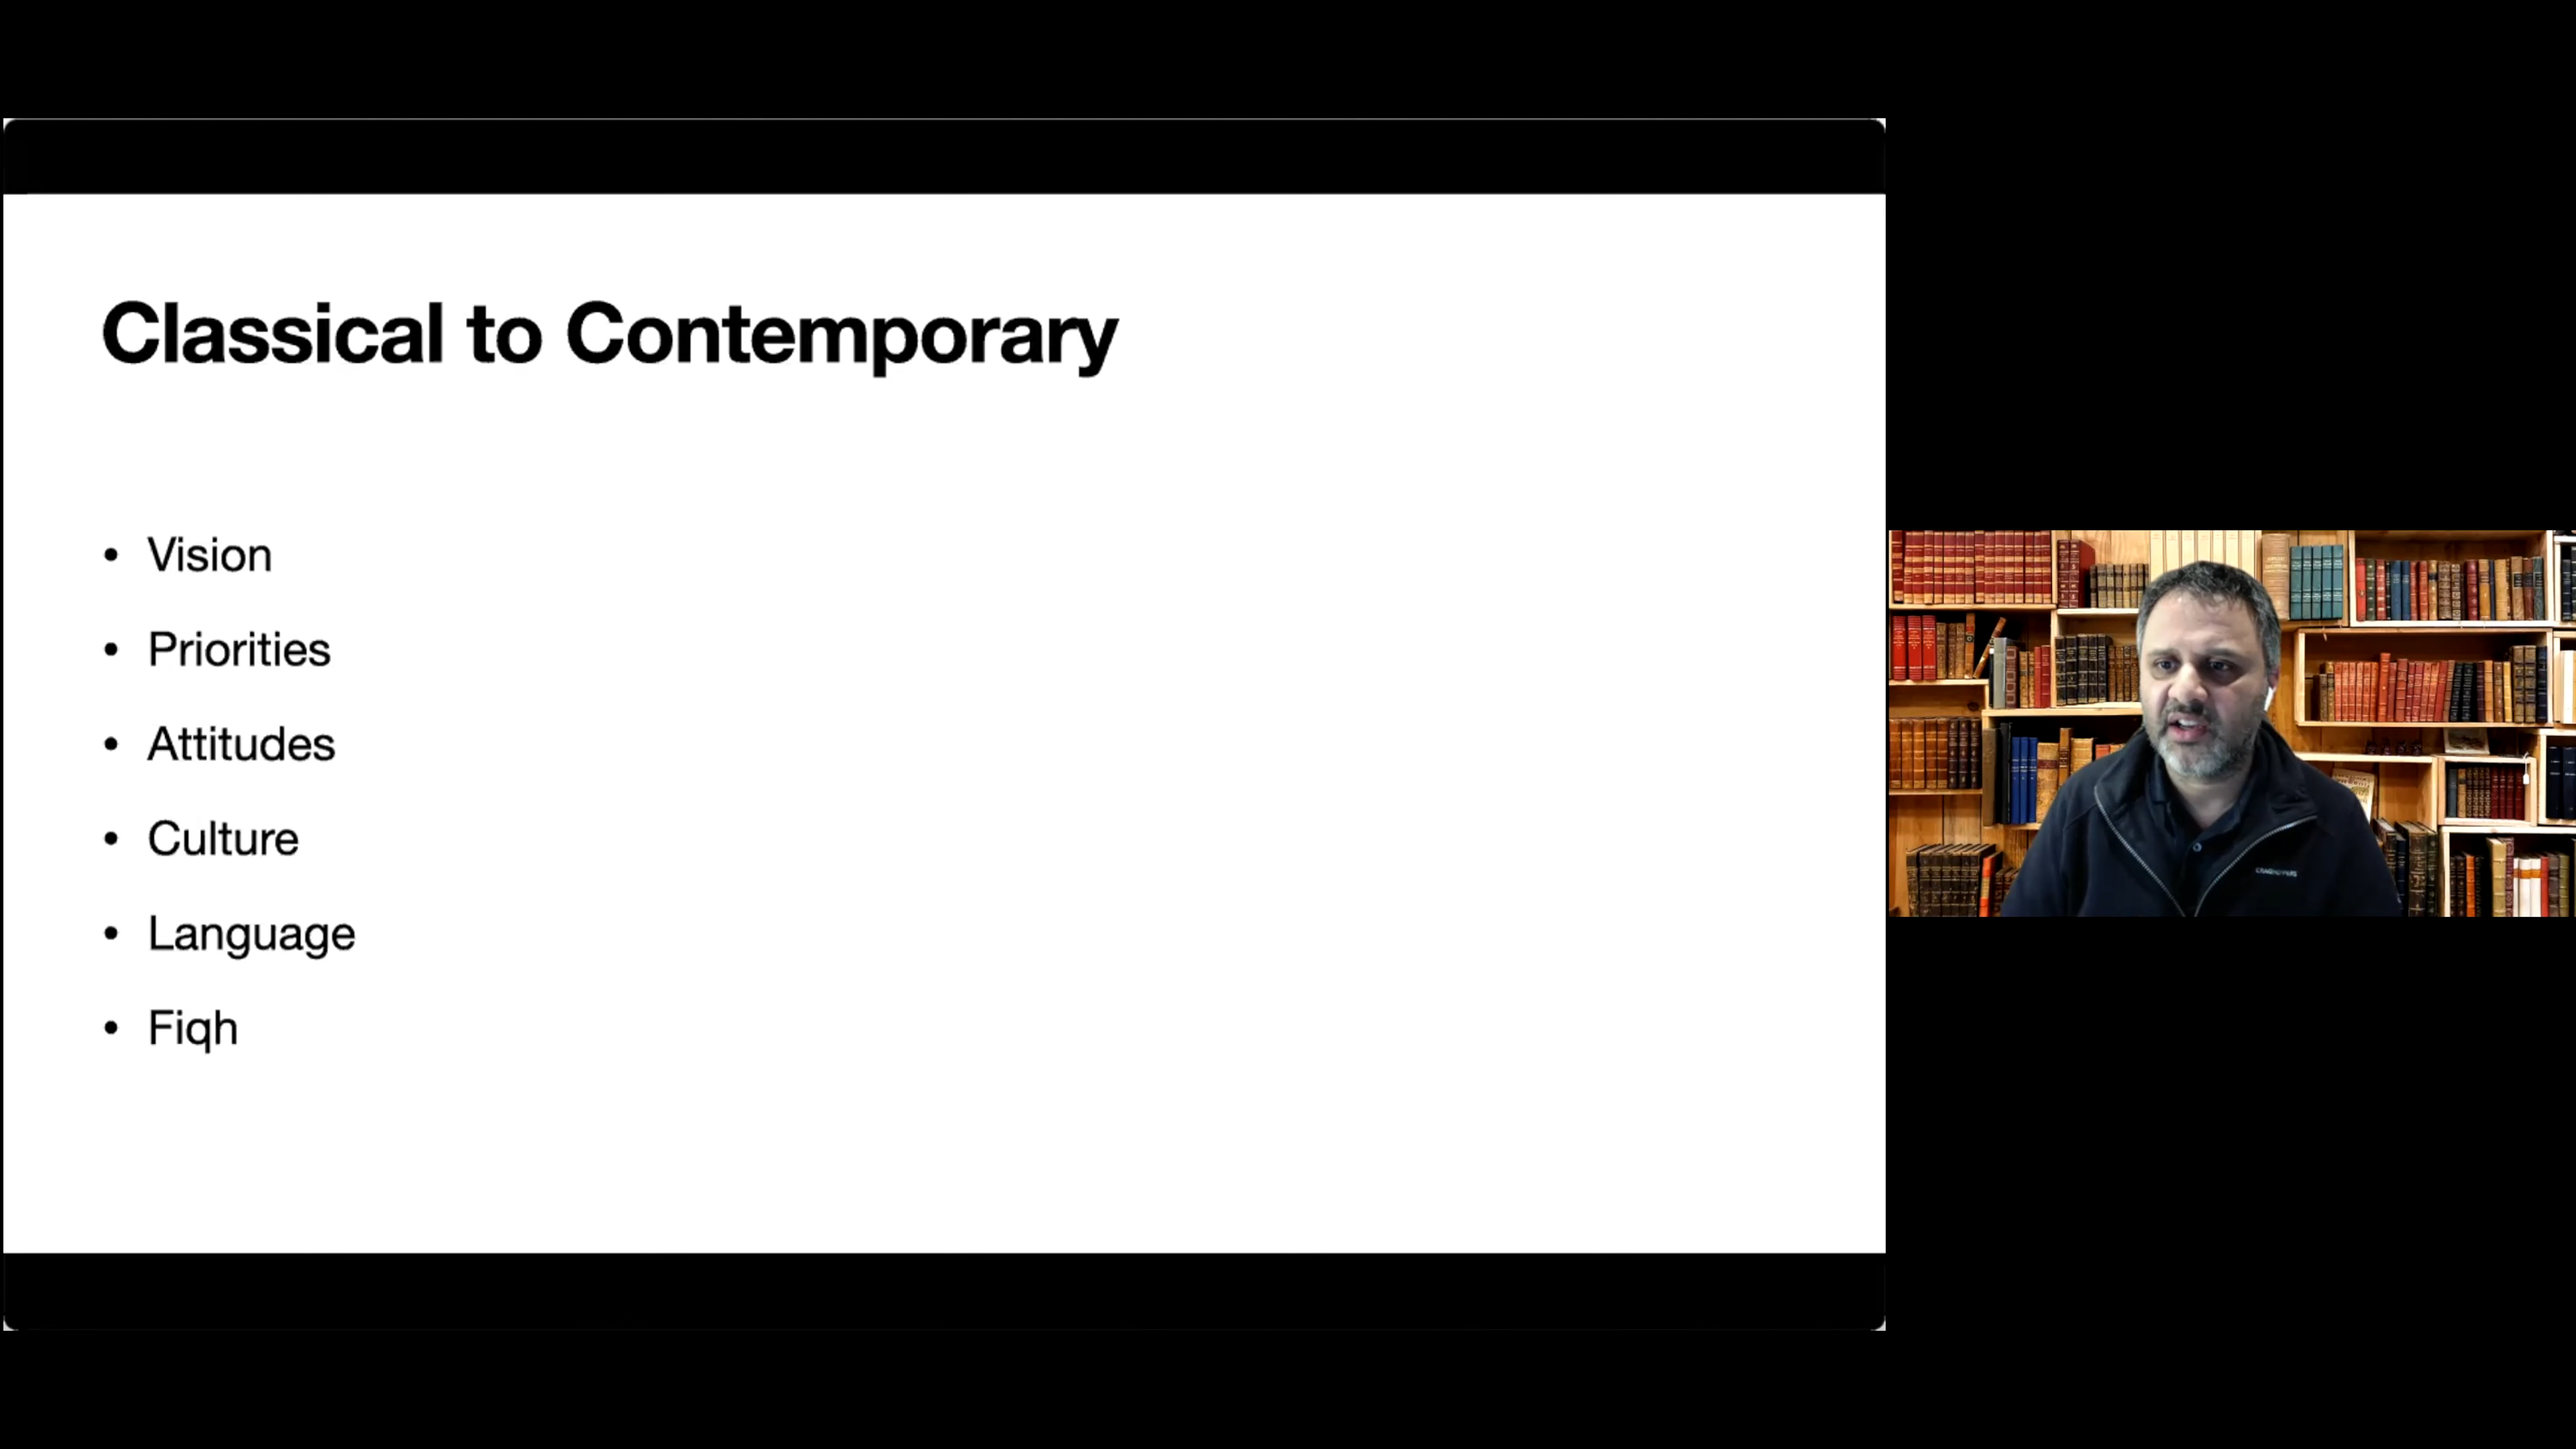 Classical to Contemporary
• Vision
• Priorities
• Attitudes
• Culture
• Language
• Fiqh